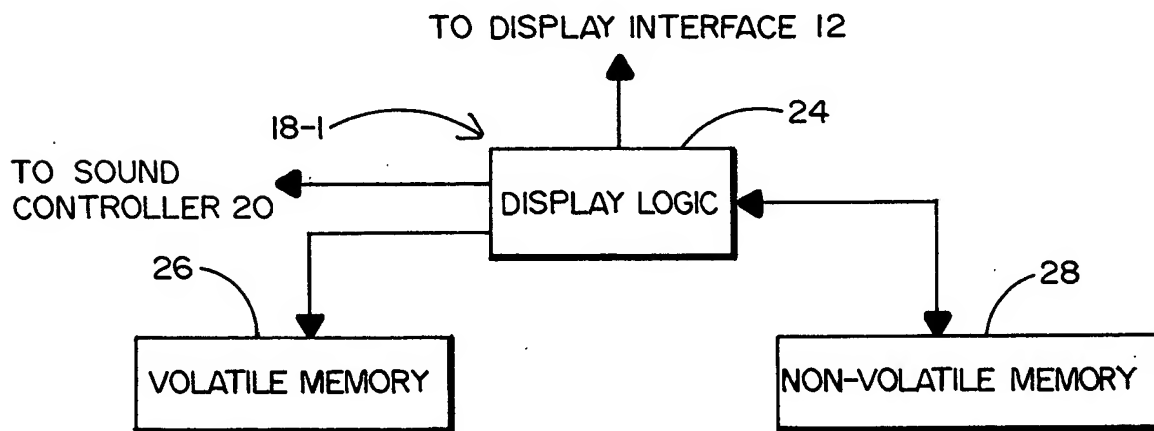 TO DISPLAY INTERFACE 12
18-1
24
TO SOUND
CONTROLLER 20
DISPLAY LOGIC
26
28
VOLATILE MEMORY
NON-VOLATILE MEMORY